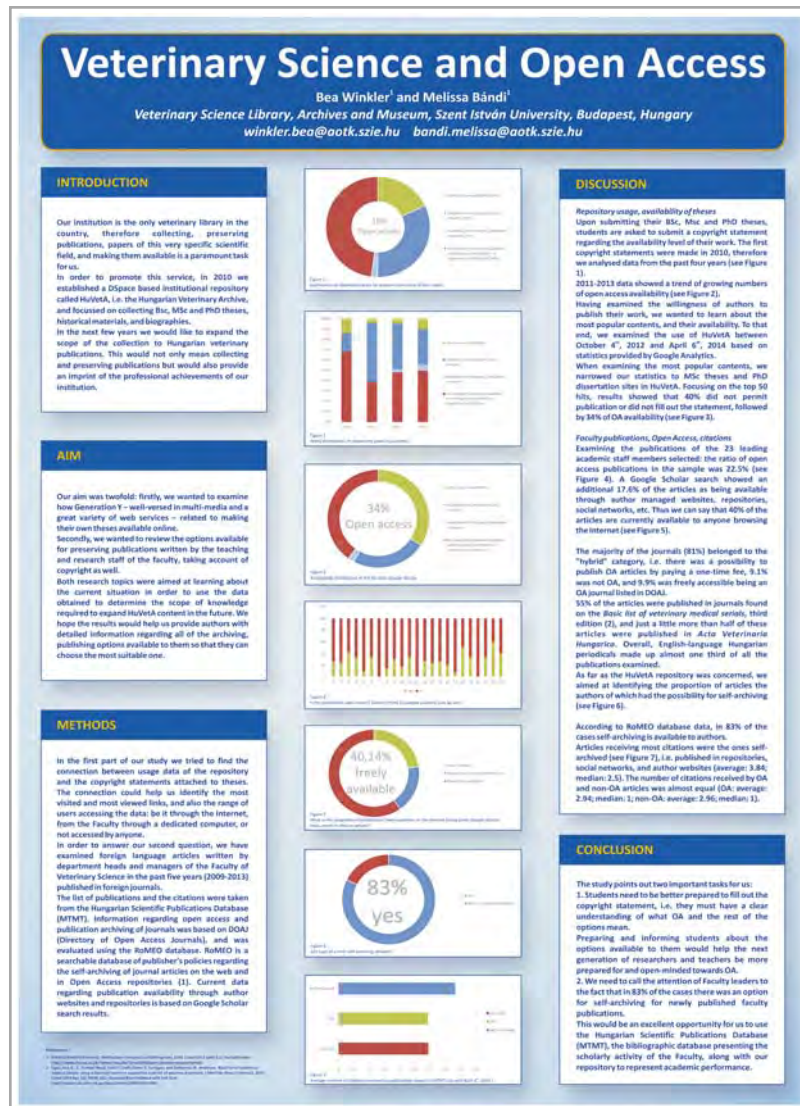 Veterinary Science and Open Access
Bea Winkler¹ and Melissa Bándi¹
Veterinary Science Library, Archives and Museum, Szent István University, Budapest, Hungary
winkler.bea@aotk.szie.hu bandi.melissa@aotk.szie.hu
INTRODUCTION
Our institution is the only veterinary library in the
country, therefore collecting, preserving
publications, papers of this very specific scientific
field, and making them available is a paramount task
for us.
In order to promote this service, in 2010 we
established a DSpace based institutional repository
called HuVetA, i.e. the Hungarian Veterinary Archive,
and focussed on collecting Bsc, MSc and PhD theses,
historical materials, and biographies.
In the next few years we would like to expand the
scope of the collection to Hungarian veterinary
publications. This would not only mean collecting
and preserving publications but would also provide
an imprint of the professional achievements of our
institution.
AIM
Our aim was twofold: firstly, we wanted to examine
how Generation Y – well-versed in multi-media and a
great variety of web services – related to making
their own theses available online.
Secondly, we wanted to review the options available
for preserving publications written by the teaching
and research staff of the faculty, taking account of
copyright as well.
Both research topics were aimed at learning about
the current situation in order to use the data
obtained to determine the scope of knowledge
required to expand HuVetA content in the future. We
hope the results would help us provide authors with
detailed information regarding all of the archiving,
publishing options available to them so that they can
choose the most suitable one.
METHODS
In the first part of our study we tried to find the
connection between usage data of the repository
and the copyright statements attached to theses.
The connection could help us identify the most
visited and most viewed links, and also the range of
users accessing the data: be it through the internet,
from the Faculty through a dedicated computer, or
not accessed by anyone.
In order to answer our second question, we have
examined foreign language articles written by
department heads and managers of the Faculty of
Veterinary Science in the past five years (2009-2013)
published in foreign journals.
The list of publications and the citations were taken
from the Hungarian Scientific Publications Database
(MTMT). Information regarding open access and
publication archiving of journals was based on DOAJ
(Directory of Open Access Journals), and was
evaluated using the RoMEO database. RoMEO is a
searchable database of publisher's policies regarding
the self-archiving of journal articles on the web and
in Open Access repositories (1). Current data
regarding publication availability through author
websites and repositories is based on Google Scholar
search results.
Open access
34%
Open access
40,14%
freely
available
83%
yes
DISCUSSION
Repository usage, availability of theses
Upon submitting their BSc, Msc and PhD theses,
students are asked to submit a copyright statement
regarding the availability level of their work. The first
copyright statements were made in 2010, therefore
we analysed data from the past four years (see Figure
1).
2011-2013 data showed a trend of growing numbers
of open access availability (see Figure 2).
Having examined the willingness of authors to
publish their work, we wanted to learn about the
most popular contents, and their availability. To that
end, we examined the use of HuVetA between
October 4th, 2012 and April 6th, 2014 based on
statistics provided by Google Analytics.
When examining the most popular contents, we
narrowed our statistics to MSc theses and PhD
dissertation sites in HuVetA. Focusing on the top 50
hits, results showed that 40% did not permit
publication or did not fill out the statement, followed
by 34% of OA availability (see Figure 3).
Faculty publications, Open Access, citations
Examining the publications of the 23 leading
academic staff members selected: the ratio of open
access publications in the sample was 22.5% (see
Figure 4). A Google Scholar search showed an
additional 17.6% of the articles as being available
through author managed websites, repositories,
social networks, etc. Thus we can say that 40% of the
articles are currently available to anyone browsing
the internet (see Figure 5).
The majority of the journals (81%) belonged to the
"hybrid" category, i.e. there was a possibility to
publish OA articles by paying a one-time fee, 9.1%
was not OA, and 9.9% was freely accessible being an
OA journal listed in DOAJ.
55% of the articles were published in journals found
on the Basic list of veterinary medical serials, third
edition (2), and just a little more than half of these
articles were published in Acta Veterinaria
Hungarica. Overall, English-language Hungarian
periodicals made up almost one third of all the
publications examined.
As far as the HuVetA repository was concerned, we
aimed at identifying the proportion of articles the
authors of which had the possibility for self-archiving
(see Figure 6).
According to RoMEO database data, in 83% of the
cases self-archiving is available to authors.
Articles receiving most citations were the ones self-
archived (see Figure 7), i.e. published in repositories,
social networks, and author websites (average: 3.84;
median: 2.5). The number of citations received by OA
and non-OA articles was almost equal (OA: average:
2.94; median: 1; non-OA: average: 2.96; median: 1).
CONCLUSION
The study points out two important tasks for us:
1. Students need to be better prepared to fill out the
copyright statement, i.e. they must have a clear
understanding of what OA and the rest of the
options mean.
Preparing and informing students about the
options available to them would help the next
generation of researchers and teachers be more
prepared for and open-minded towards OA.
2. We need to call the attention of Faculty leaders to
the fact that in 83% of the cases there was an option
for self-archiving for newly published faculty
publications.
This would be an excellent opportunity for us to use
the Hungarian Scientific Publications Database
(MTMT), the bibliographic database presenting the
scholarly activity of the Faculty, along with our
repository to represent academic performance.